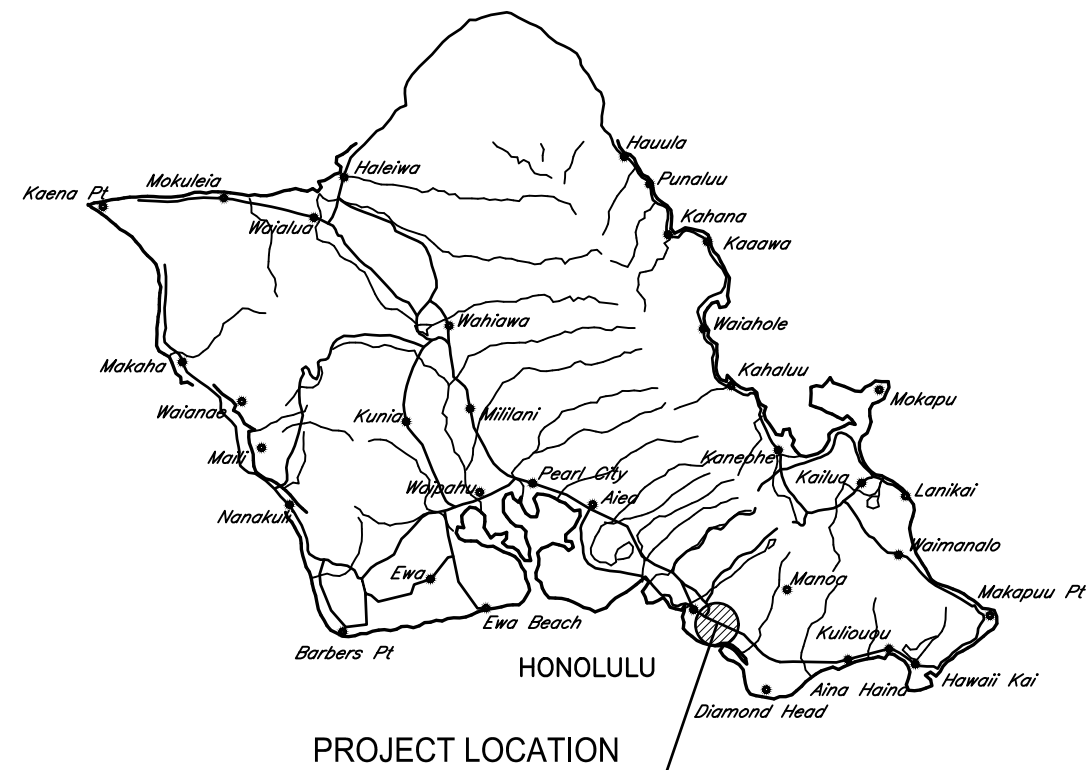 Hauula
Haleiwa
Punaluu
Mokuleia
Kaena Pt
Kahana
Waialua
Kaaawa
Wahiawa
Waiahole
Makaha
Kahaluu
Mokapu
Waianae
Kunia
Mililani
Maili
Kaneohe
Pearl City
Kailua
Waipahu
Lanikai
Aiea
Nanakuli
Waimanalo
Ewa
Manoa
Makapuu Pt
Ewa Beach
Kuliouou
Barbers Pt
HONOLULU
Hawaii Kai
Aina Haina
Diamond Head
PROJECT LOCATION